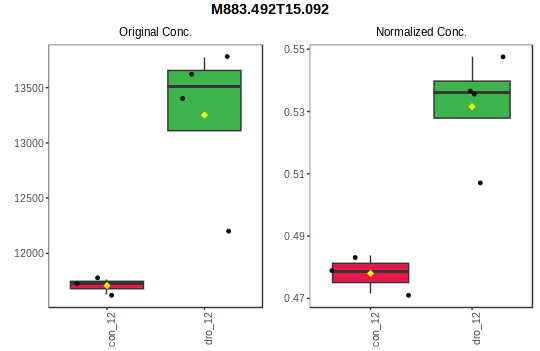 M883.492T15.092
Original Conc.
13500
13000
12500
12000
con_12
dro_12
Normalized Conc.
0.55
0.53
0.51
0.49
0.47
con_12
dro_12